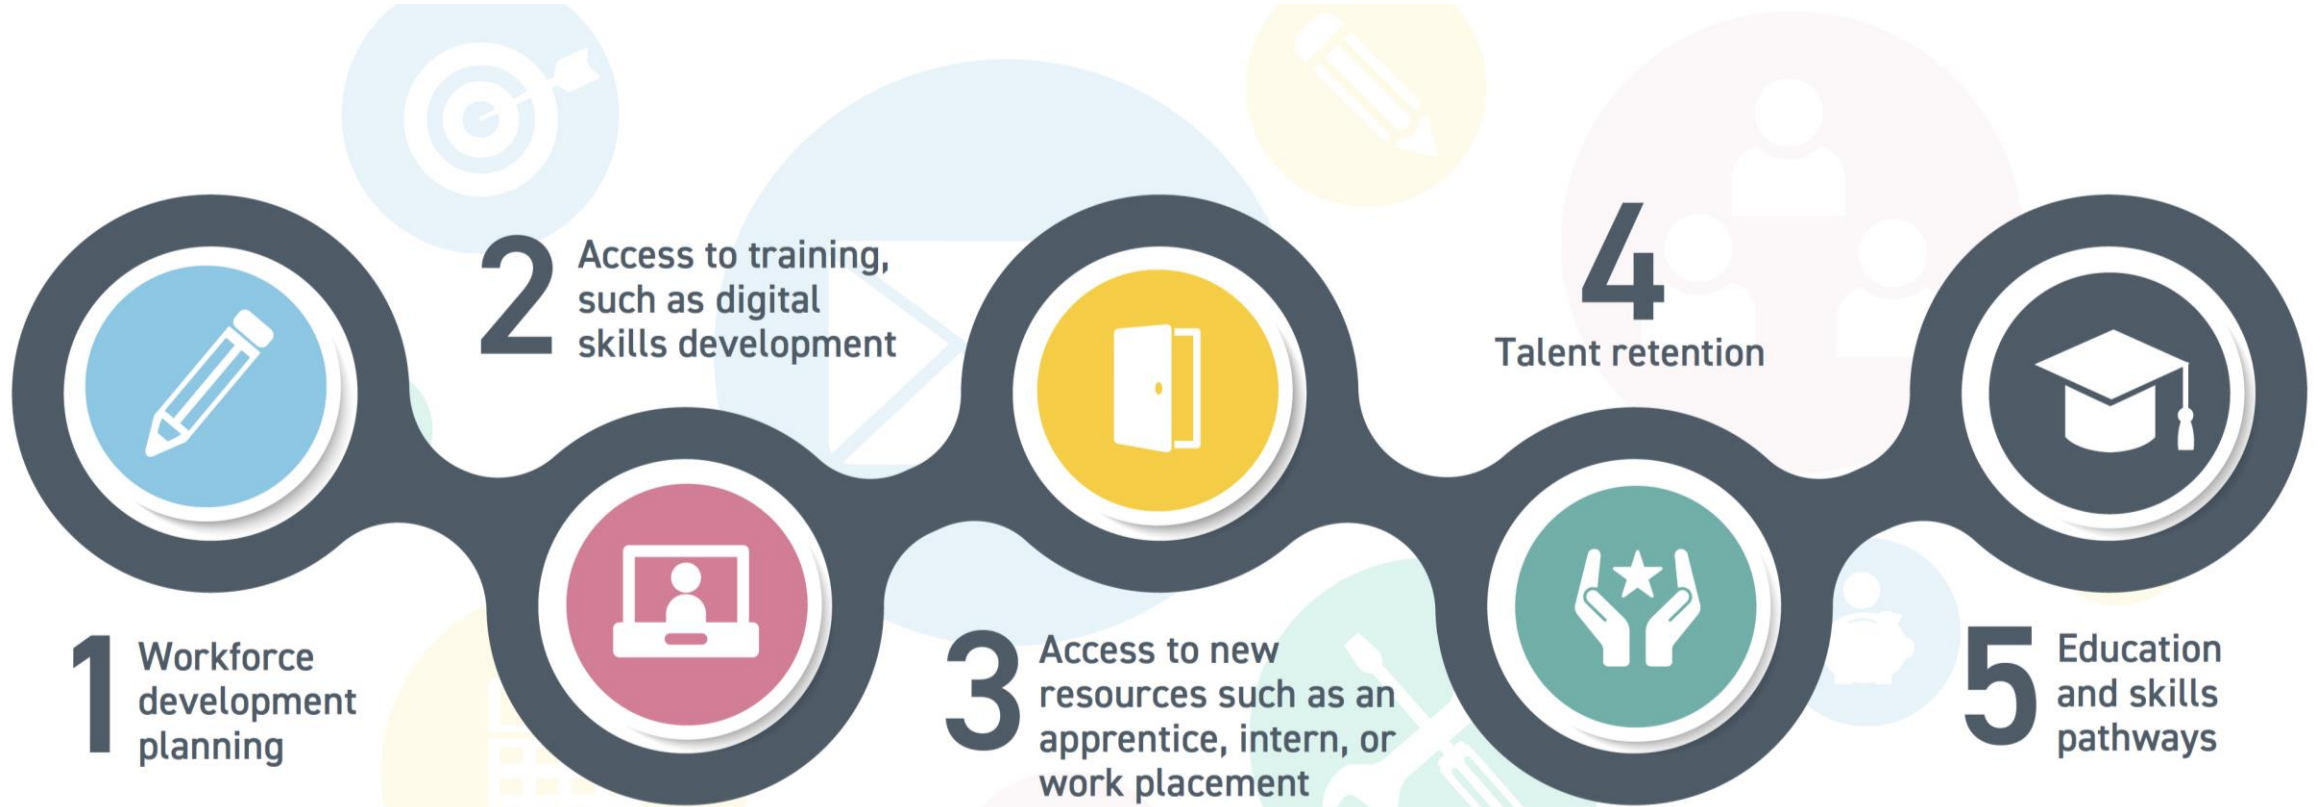 1
Workforce
development
planning
2
Access to training,
such as digital
skills development
3
Access to new
resources such as an
apprentice, intern, or
work placement
4
Talent retention
5
Education
and skills
pathways